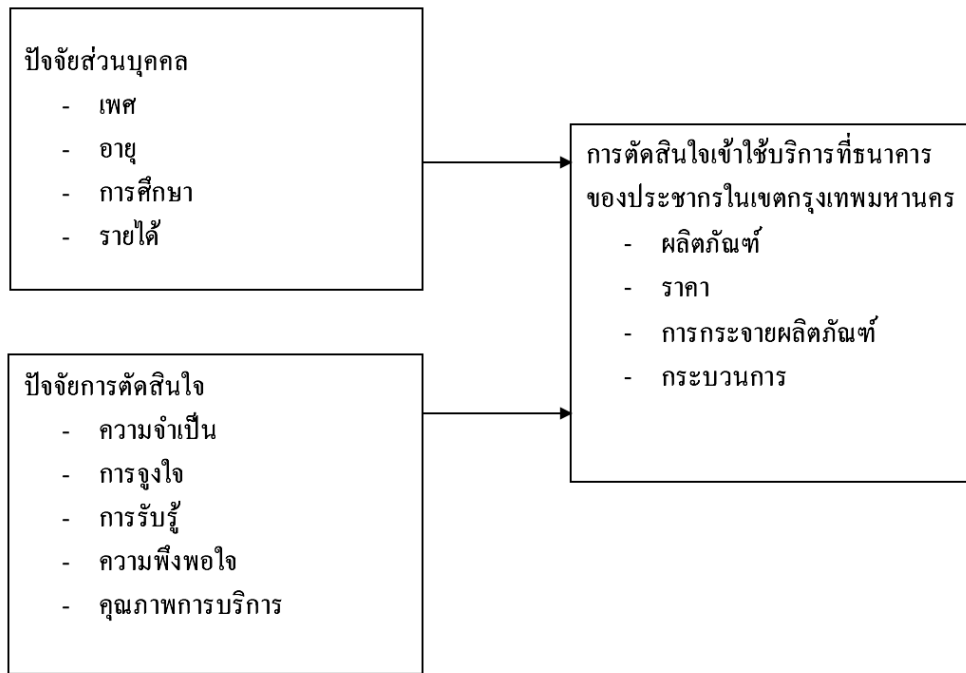 ปัจจัยส่วนบุคคล
- เพศ
- อายุ
- การศึกษา
- รายได้
ปัจจัยการตัดสินใจ
- ความจำเป็น
- การจูงใจ
- การรับรู้
- ความพึงพอใจ
- คุณภาพการบริการ
การตัดสินใจเข้าใช้บริการที่ธนาคาร
ของประชากรในเขตกรุงเทพมหานคร
- ผลิตภัณฑ์
- ราคา
- การกระจายผลิตภัณฑ์
- กระบวนการ